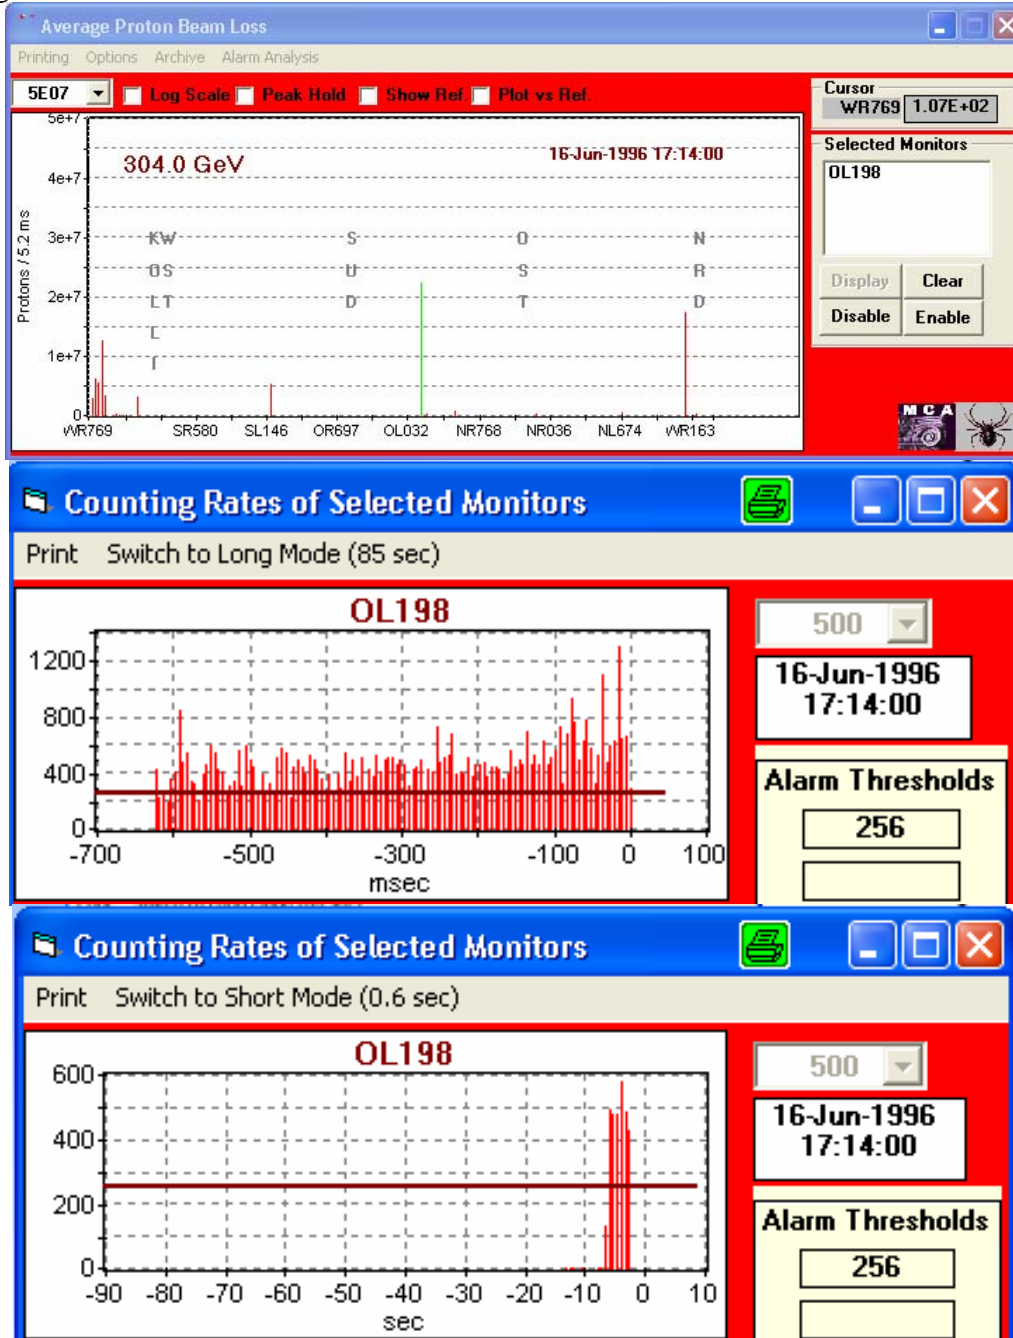 Average Proton Beam Loss
Printing Options Archive Alarm Analysis
5E07 Log Scale Peak Hold Show Ref. Plot vs Ref.
Cursor
WR769 1.07E+02
Selected Monitors
OL198
Display Clear
Disable Enable
MCA
304.0 GeV
16-Jun-1996 17:14:00
Protons / 5.2 ms
5e+7
4e+7
3e+7
2e+7
1e+7
0
KW S O N
OS U S R
LT D T D
L
I
WR769 SR580 SL146 OR697 OL032 NR768 NR036 NL674 WR163
Counting Rates of Selected Monitors
Print Switch to Long Mode (85 sec)
OL198
1200
800
400
0
-700 -500 -300 -100 0 100
msec
500
16-Jun-1996
17:14:00
Alarm Thresholds
256
Counting Rates of Selected Monitors
Print Switch to Short Mode (0.6 sec)
OL198
600
400
200
0
-90 -80 -70 -60 -50 -40 -30 -20 -10 0 10
sec
500
16-Jun-1996
17:14:00
Alarm Thresholds
256